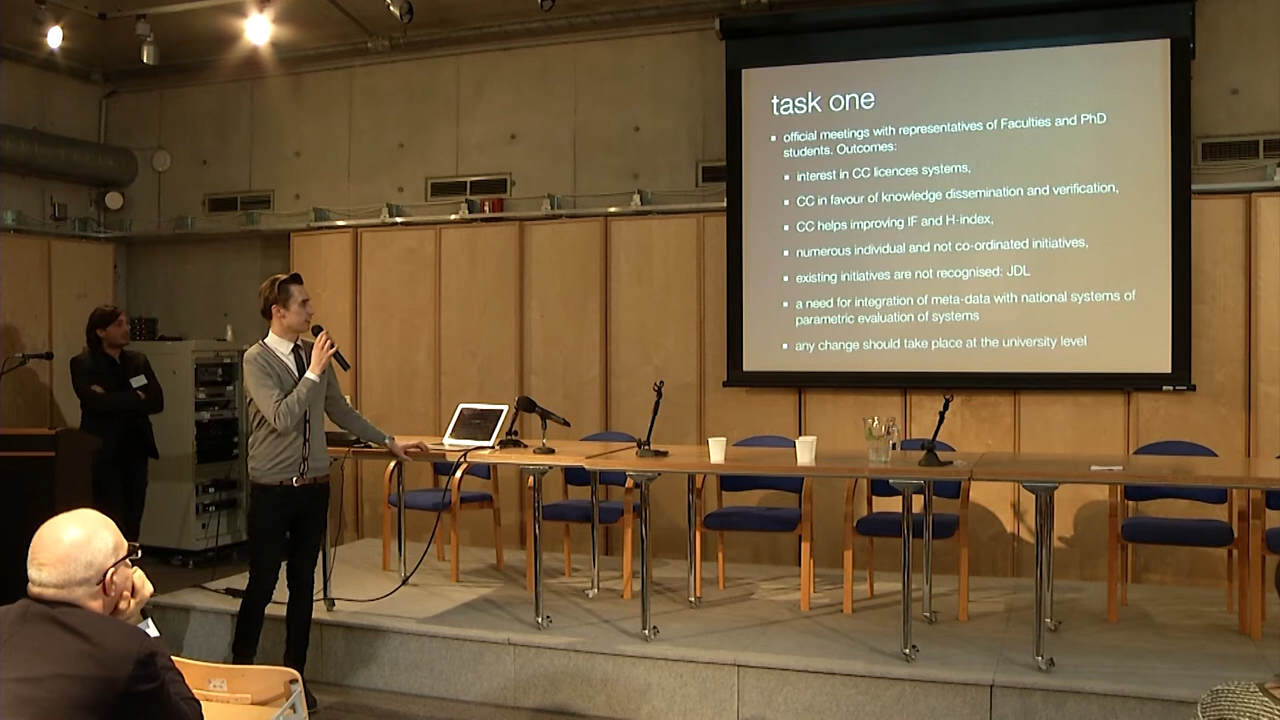 task one
official meetings with representatives of Faculties and PhD
students. Outcomes:
interest in CC licences systems,
CC in favour of knowledge dissemination and verification,
CC helps improving IF and H-index,
numerous individual and not co-ordinated initiatives,
existing initiatives are not recognised: JDL
a need for integration of meta-data with national systems of
parametric evaluation of systems
any change should take place at the university level